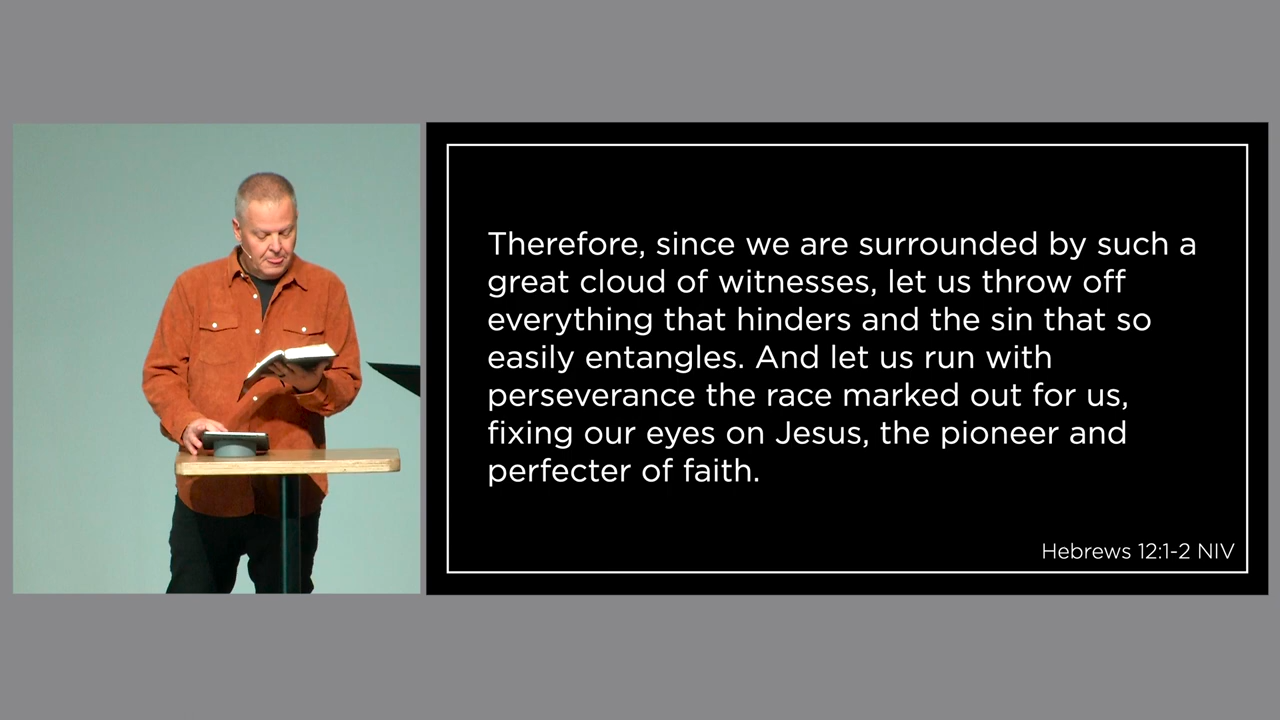 Therefore, since we are surrounded by such a
great cloud of witnesses, let us throw off
everything that hinders and the sin that so
easily entangles. And let us run with
perseverance the race marked out for us,
fixing our eyes on Jesus, the pioneer and
perfecter of faith.
Hebrews 12:1-2 NIV